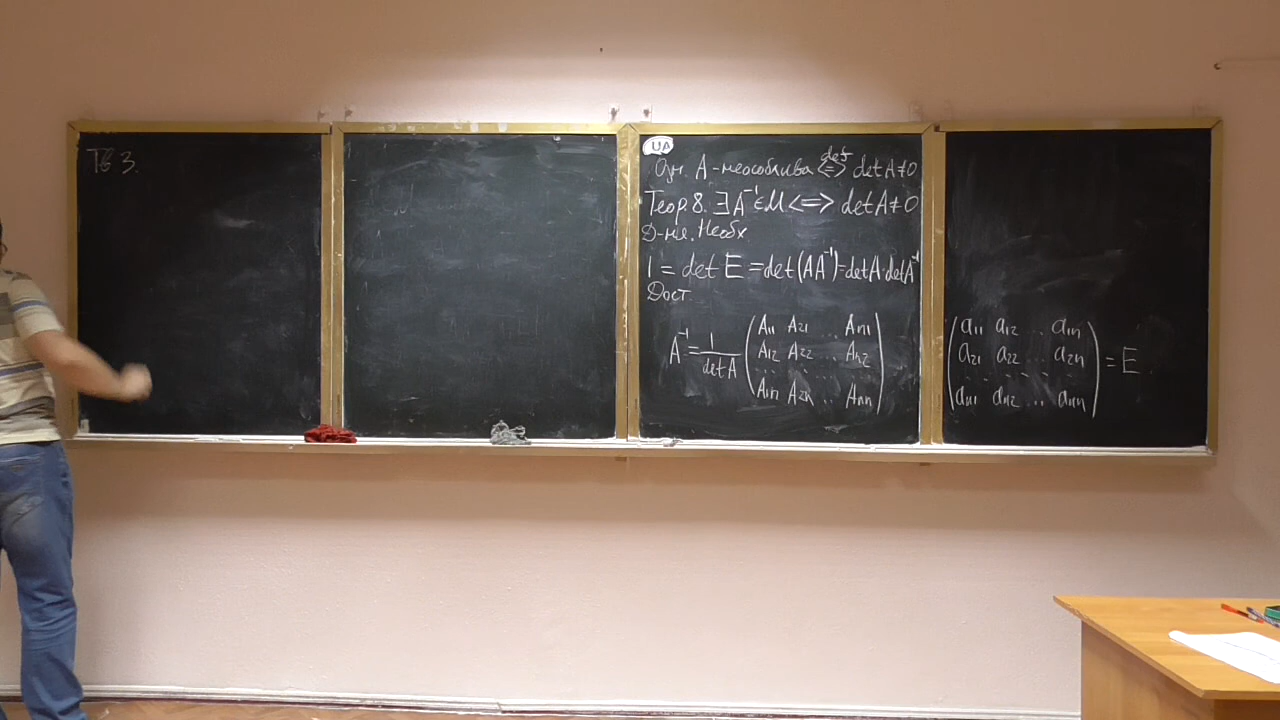 Тв 3.
UA
Озн. A - неособлива <=> def det A ≠ 0
Теор 8. ∃ A⁻¹ ∈ M <=> det A ≠ 0
Д-ня. Необх.
1 = det E = det(AA⁻¹) = det A · det A⁻¹
Дост.
A⁻¹ = 1/det A (A₁₁ A₂₁ ... Aₙ₁
A₁₂ A₂₂ ... Aₙ₂
. . . . . .
A₁ₙ A₂ₙ ... Aₙₙ)
(a₁₁ a₁₂ ... a₁ₙ
a₂₁ a₂₂ ... a₂ₙ
. . . . . .
aₙ₁ aₙ₂ ... aₙₙ) = E